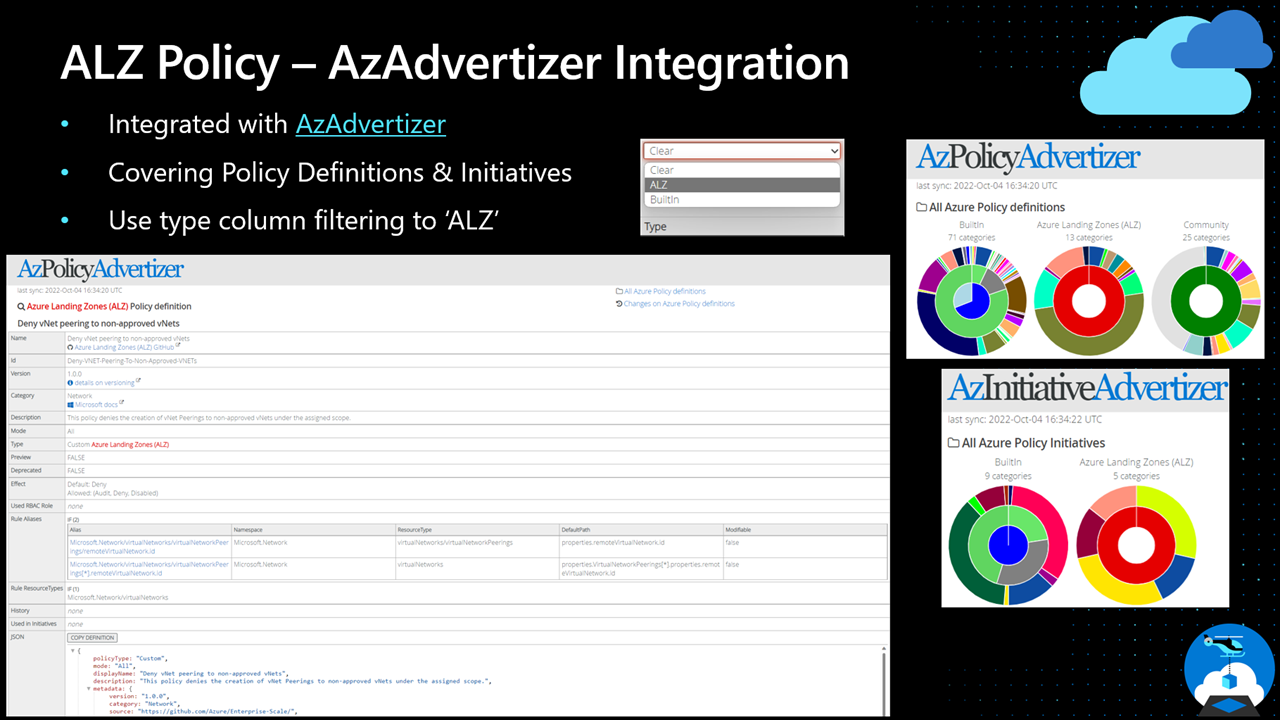 ALZ Policy – AzAdvertizer Integration
• Integrated with AzAdvertizer
• Covering Policy Definitions & Initiatives
• Use type column filtering to ‘ALZ’
Clear
Clear
ALZ
BuiltIn
Type
AzPolicyAdvertizer
last sync: 2022-Oct-04 16:34:20 UTC
All Azure Policy definitions
BuiltIn Azure Landing Zones (ALZ) Community
71 categories 13 categories 25 categories
AzInitiativeAdvertizer
last sync: 2022-Oct-04 16:34:22 UTC
All Azure Policy Initiatives
BuiltIn Azure Landing Zones (ALZ)
9 categories 5 categories
AzPolicyAdvertizer
last sync: 2022-Oct-04 16:34:20 UTC
All Azure Policy definitions
Changes on Azure Policy definitions
Azure Landing Zones (ALZ) Policy definition
Deny vNet peering to non-approved vNets
Name Deny vNet peering to non-approved vNets
Azure Landing Zones (ALZ) GitHub
Id Deny-VNET-Peering-To-Non-Approved-VNETs
Version 1.0.0
details on versioning
Category Network
Microsoft docs
Description This policy denies the creation of vNet Peerings to non-approved vNets under the assigned scope.
Mode All
Type Custom Azure Landing Zones (ALZ)
Preview FALSE
Deprecated FALSE
Effect Default: Deny
Allowed: (Audit, Deny, Disabled)
Used RBAC Role none
Rule Aliases IF (2)
Alias Namespace ResourceType DefaultPath Modifiable
Microsoft.Network/virtualNetworks/virtualNetworkPeer Microsoft.Network virtualNetworks/virtualNetworkPeerings properties.remoteVirtualNetwork.id false
ings/remoteVirtualNetwork.id
Microsoft.Network/virtualNetworks/virtualNetworkPeer Microsoft.Network virtualNetworks properties.VirtualNetworkPeerings[*].properties.remot false
ings[*].remoteVirtualNetwork.id eVirtualNetwork.id
Rule ResourceTypes IF (1)
Microsoft.Network/virtualNetworks
History none
Used in Initiatives none
JSON COPY DEFINITION
{
policyType: "Custom",
mode: "All",
displayName: "Deny vNet peering to non-approved vNets",
description: "This policy denies the creation of vNet Peerings to non-approved vNets under the assigned scope.",
metadata: {
version: "1.0.0",
category: "Network",
source: "https://github.com/Azure/Enterprise-Scale/",